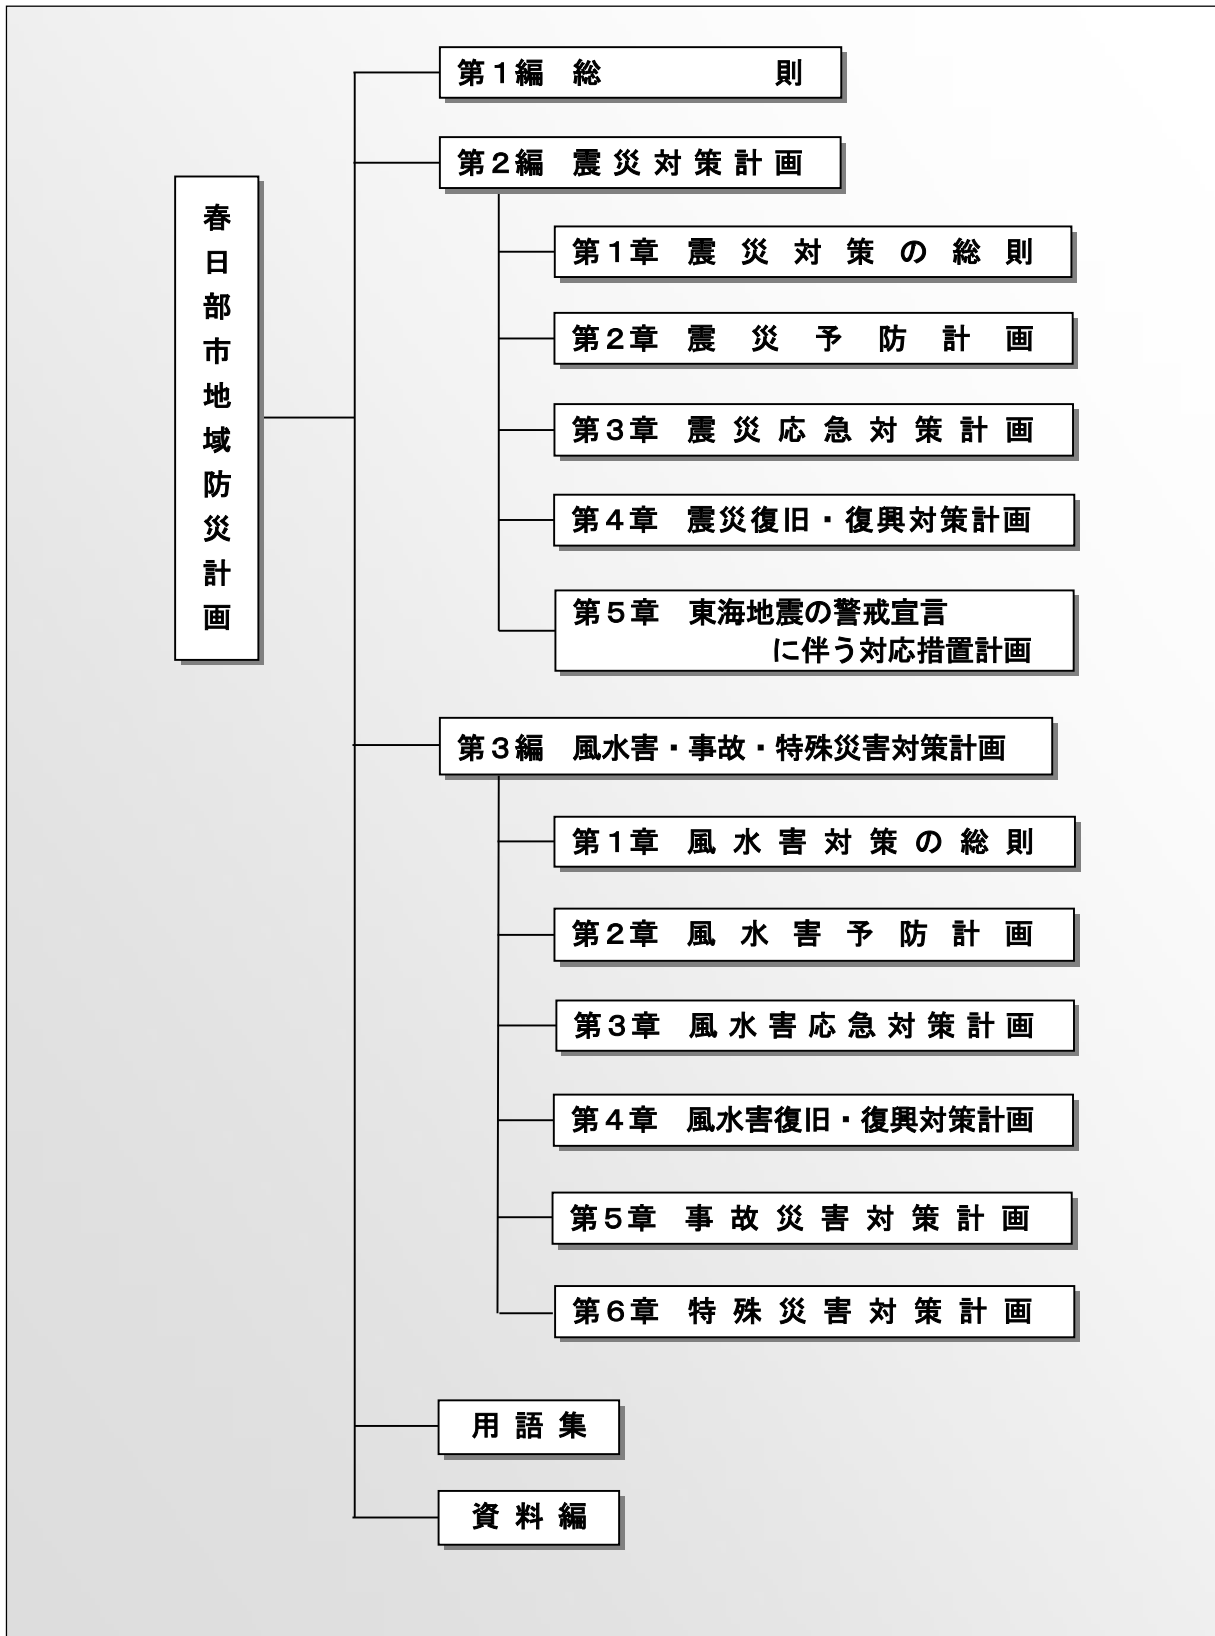 春日部市地域防災計画
第１編　総則
第２編　震災対策計画
第１章　震災対策の総則
第２章　震災予防計画
第３章　震災応急対策計画
第４章　震災復旧・復興対策計画
第５章　東海地震の警戒宣言
に伴う対応措置計画
第３編　風水害・事故・特殊災害対策計画
第１章　風水害対策の総則
第２章　風水害予防計画
第３章　風水害応急対策計画
第４章　風水害復旧・復興対策計画
第５章　事故災害対策計画
第６章　特殊災害対策計画
用語集
資料編